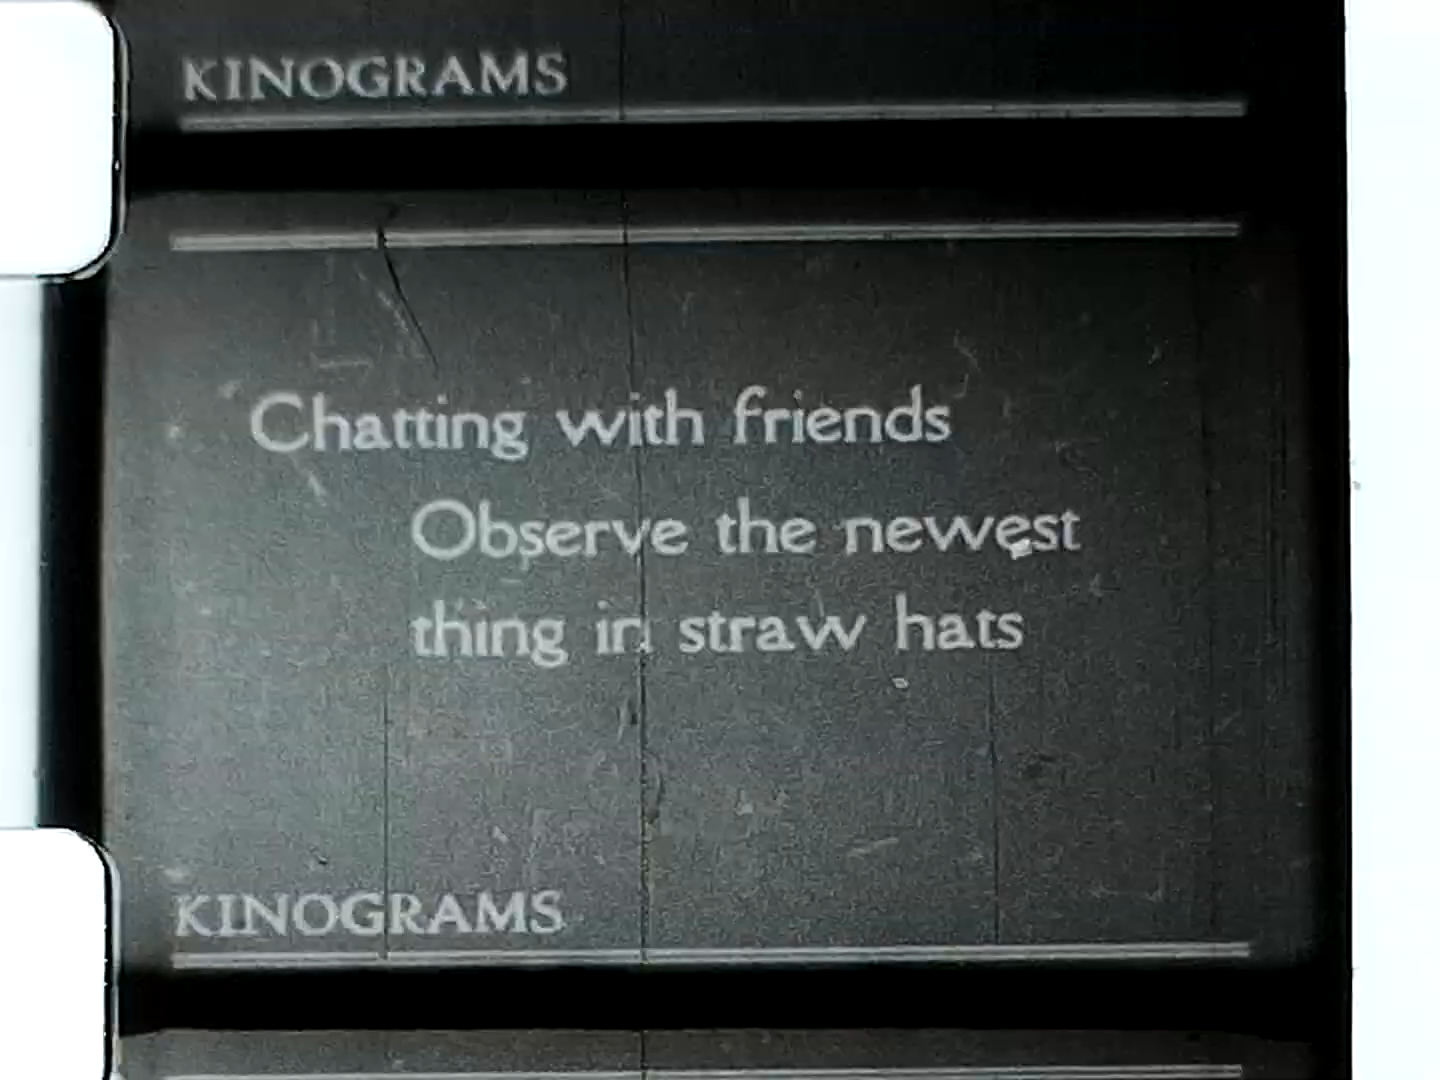 KINOGRAMS
Chatting with friends
Observe the newest
thing in straw hats
KINOGRAMS